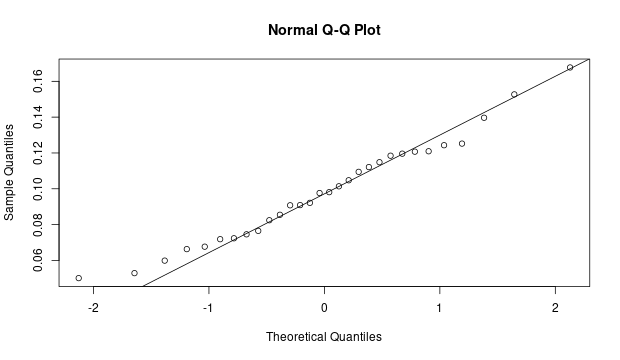 Normal Q-Q Plot
Sample Quantiles
0.16
0.14
0.12
0.10
0.08
0.06
-2 -1 0 1 2
Theoretical Quantiles